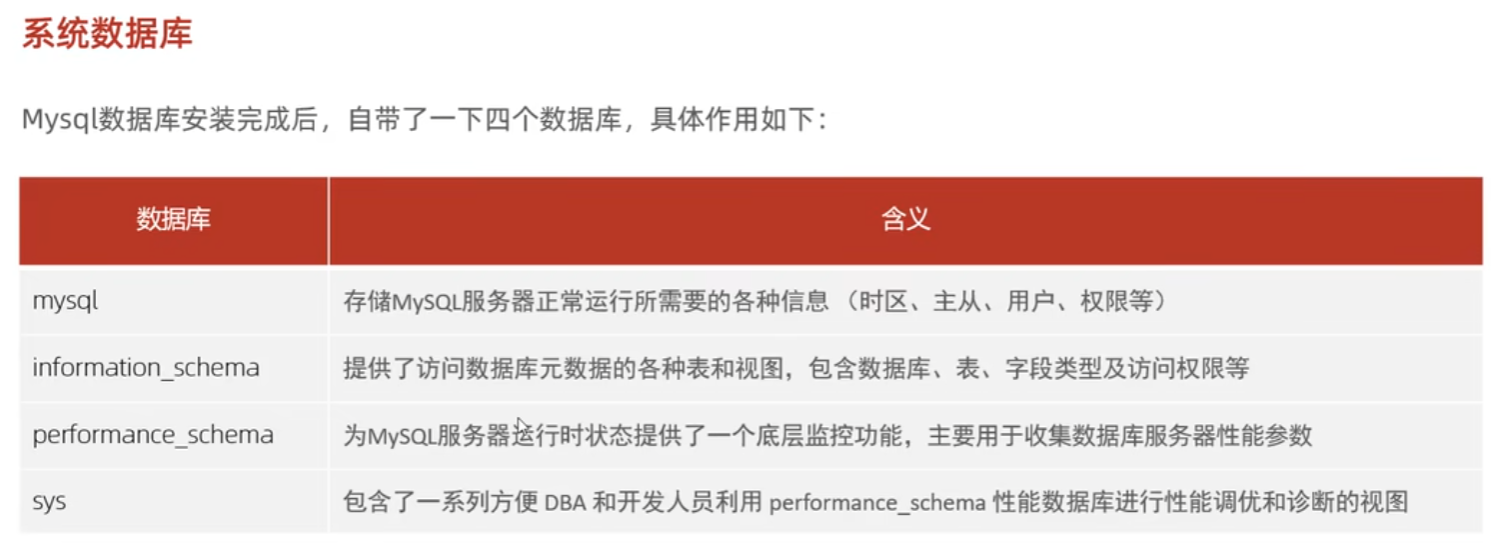 系统数据库
Mysql数据库安装完成后，自带了一下四个数据库，具体作用如下：
数据库 含义
mysql 存储MySQL服务器正常运行所需要的各种信息 （时区、主从、用户、权限等）
information_schema 提供了访问数据库元数据的各种表和视图，包含数据库、表、字段类型及访问权限等
performance_schema 为MySQL服务器运行时状态提供了一个底层监控功能，主要用于收集数据库服务器性能参数
sys 包含了一系列方便 DBA 和开发人员利用 performance_schema 性能数据库进行性能调优和诊断的视图